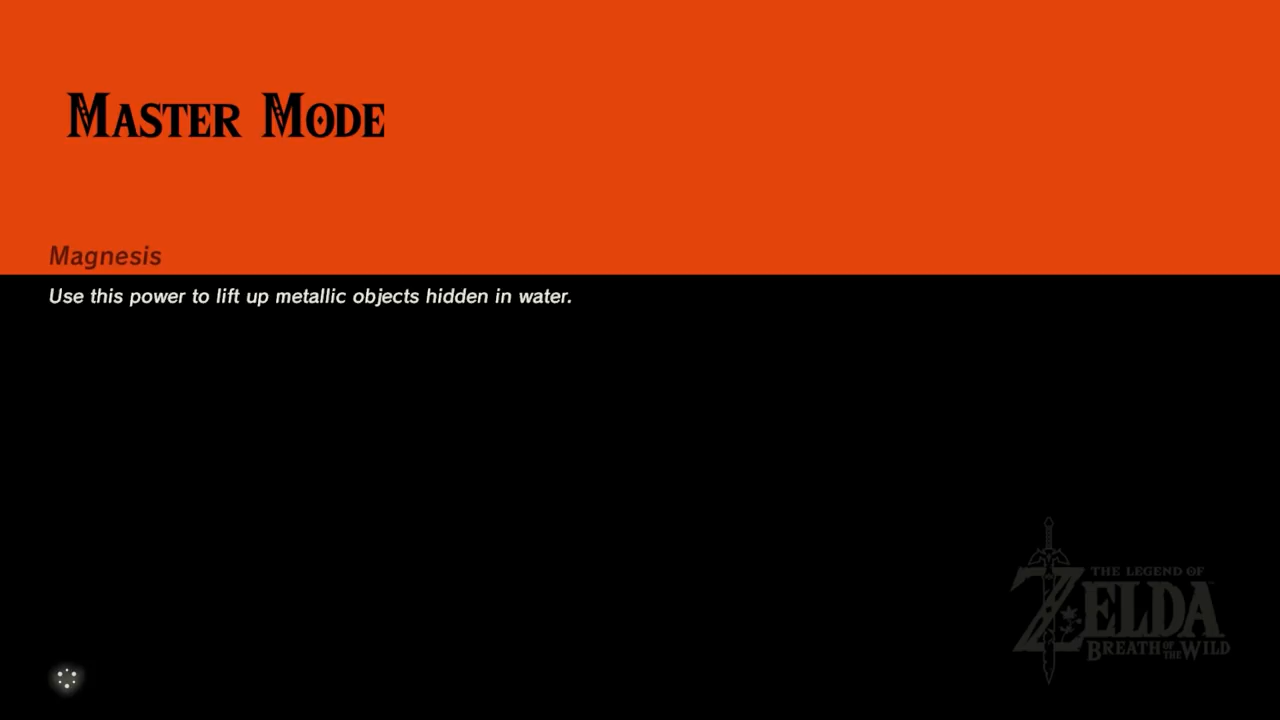 Master Mode
Magnesis
Use this power to lift up metallic objects hidden in water.
THE LEGEND OF
ZELDA
BREATH OF THE WILD